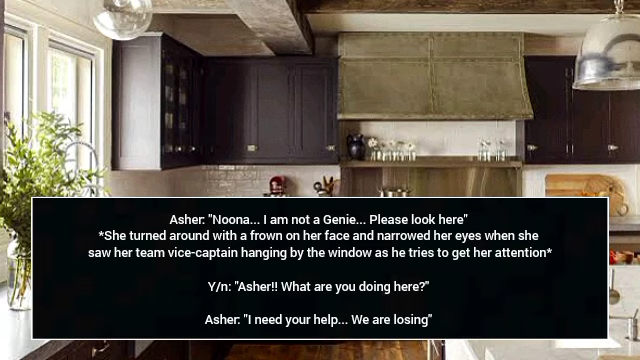 Asher: "Noona... I am not a Genie... Please look here"
*She turned around with a frown on her face and narrowed her eyes when she
saw her team vice-captain hanging by the window as he tries to get her attention*
Y/n: "Asher!! What are you doing here?"
Asher: "I need your help... We are losing"